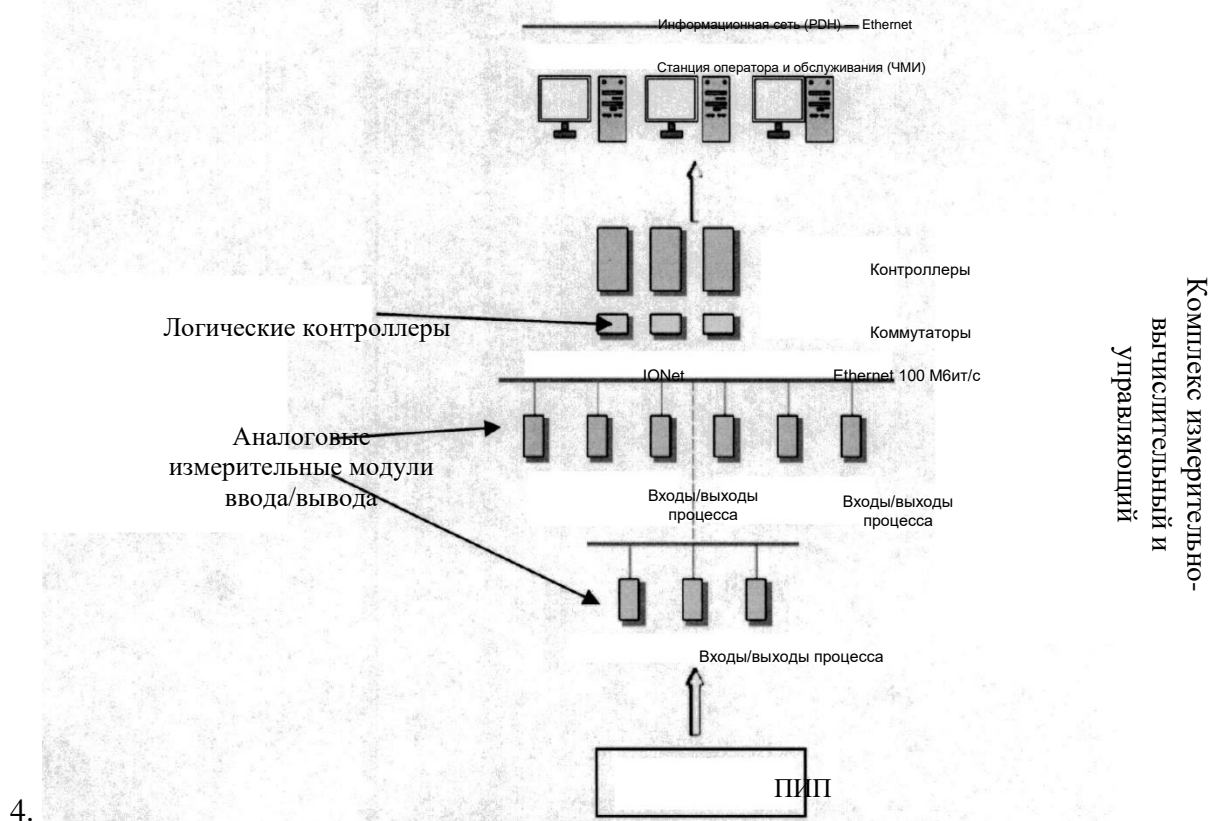 Информационная сеть (PDH) — Ethernet
Станция оператора и обслуживания (ЧМИ)
Контроллеры
Логические контроллеры
Коммутаторы
IONet
Ethernet 100 М6ит/с
Аналоговые
измерительные модули
ввода/вывода
Входы/выходы
процесса
Входы/выходы
процесса
Входы/выходы процесса
ПИП
4.
Комплекс измерительно-
вычислительный и
управляющий